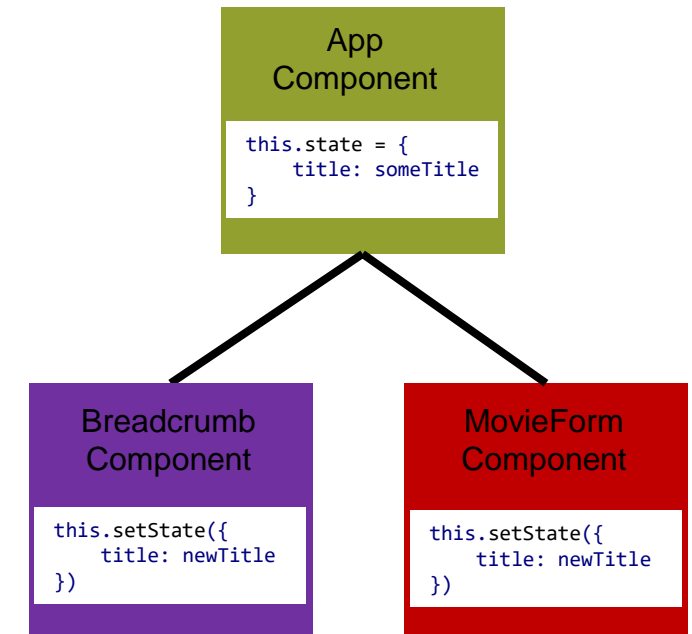 App
Component
this.state = {
    title: someTitle
}
Breadcrumb
Component
this.setState({
    title: newTitle
})
MovieForm
Component
this.setState({
    title: newTitle
})